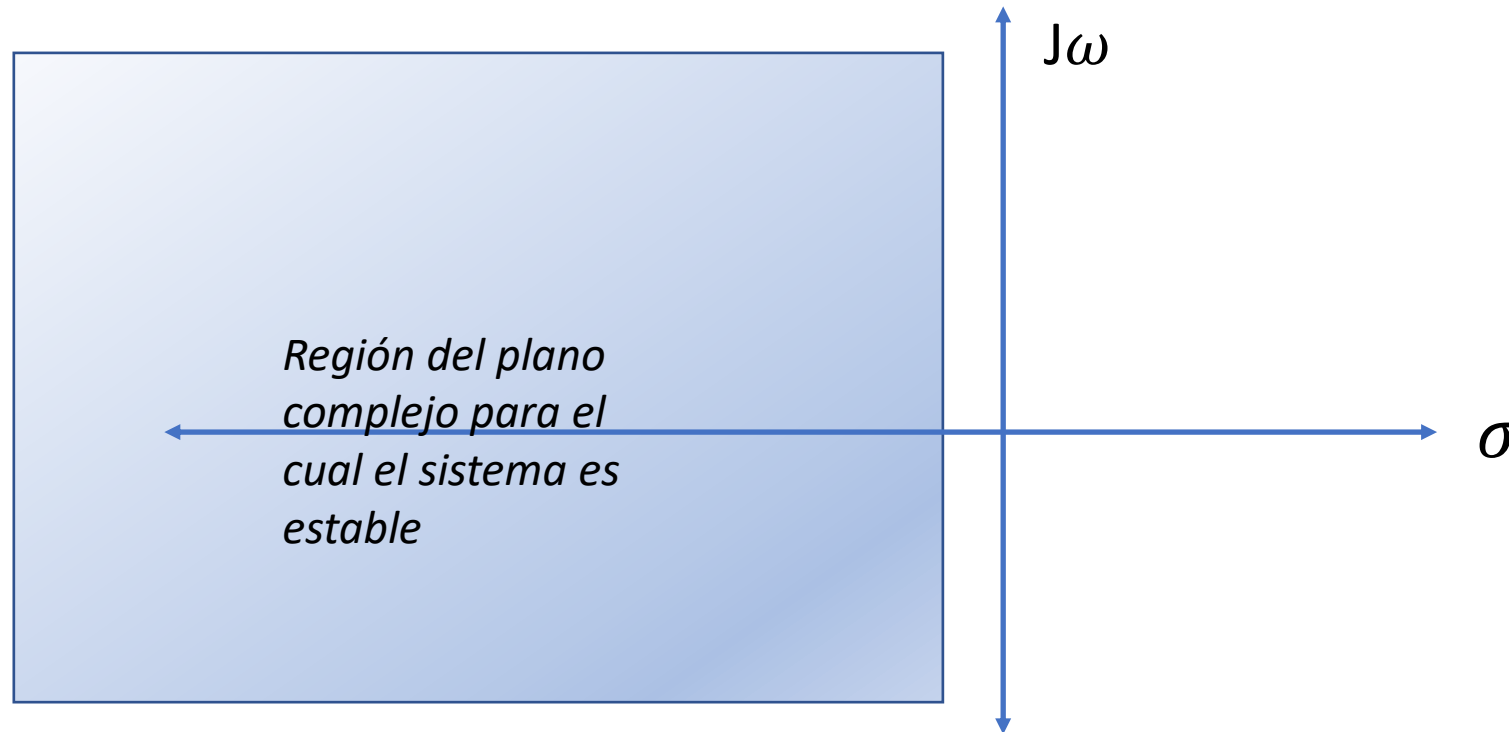 Jω
Región del plano
complejo para el
cual el sistema es
estable
σ